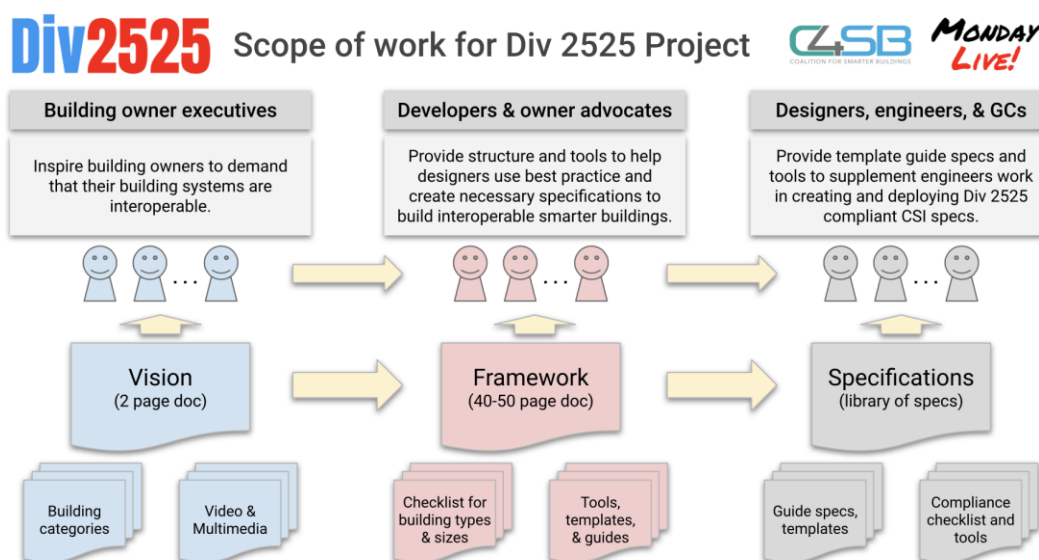 Div2525 Scope of work for Div 2525 Project
C4SB
COALITION FOR SMARTER BUILDINGS
MONDAY
LIVE!
Building owner executives
Inspire building owners to demand
that their building systems are
interoperable.
Developers & owner advocates
Provide structure and tools to help
designers use best practice and
create necessary specifications to
build interoperable smarter buildings.
Designers, engineers, & GCs
Provide template guide specs and
tools to supplement engineers work
in creating and deploying Div 2525
compliant CSI specs.
...
...
...
Vision
(2 page doc)
Framework
(40-50 page doc)
Specifications
(library of specs)
Building
categories
Video &
Multimedia
Checklist for
building types
& sizes
Tools,
templates,
& guides
Guide specs,
templates
Compliance
checklist and
tools